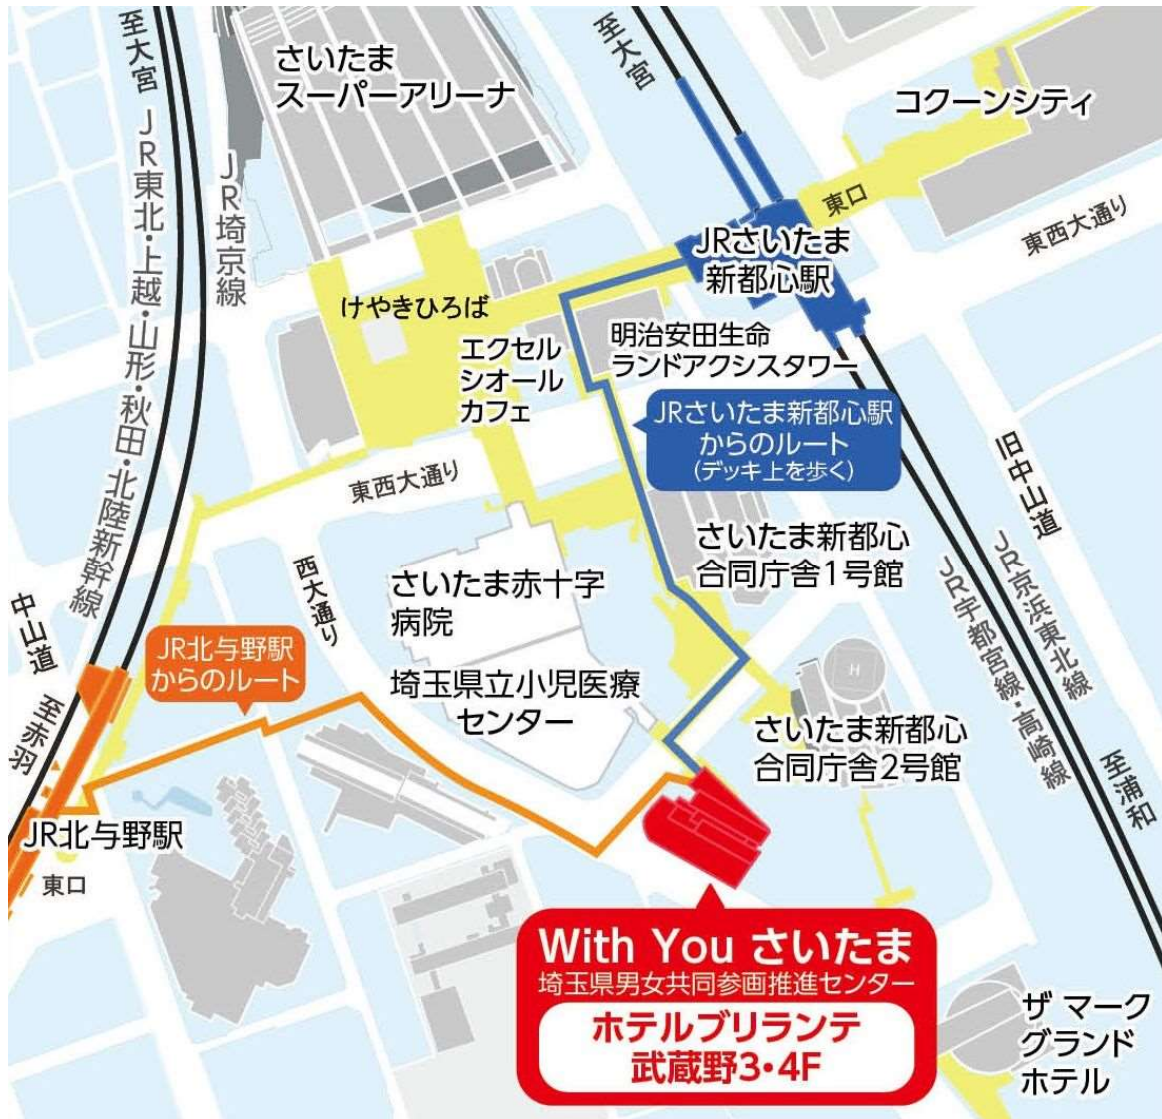 至大宮
JR東北・上越・山形・秋田・北陸新幹線
JR埼京線
さいたま
スーパーアリーナ
至大宮
コクーンシティ
東口
東西大通り
JRさいたま
新都心駅
けやきひろば
エクセル
シオール
カフェ
明治安田生命
ランドアクシスタワー
JRさいたま新都心駅
からのルート
(デッキ上を歩く)
旧中山道
東西大通り
西大通り
さいたま新都心
合同庁舎1号館
JR京浜東北線
JR宇都宮線・高崎線
至浦和
さいたま赤十字
病院
中山道
至赤羽
JR北与野駅
からのルート
埼玉県立小児医療
センター
H
さいたま新都心
合同庁舎2号館
JR北与野駅
東口
With You さいたま
埼玉県男女共同参画推進センター
ホテルブリランテ
武蔵野3・4F
ザ マーク
グランド
ホテル